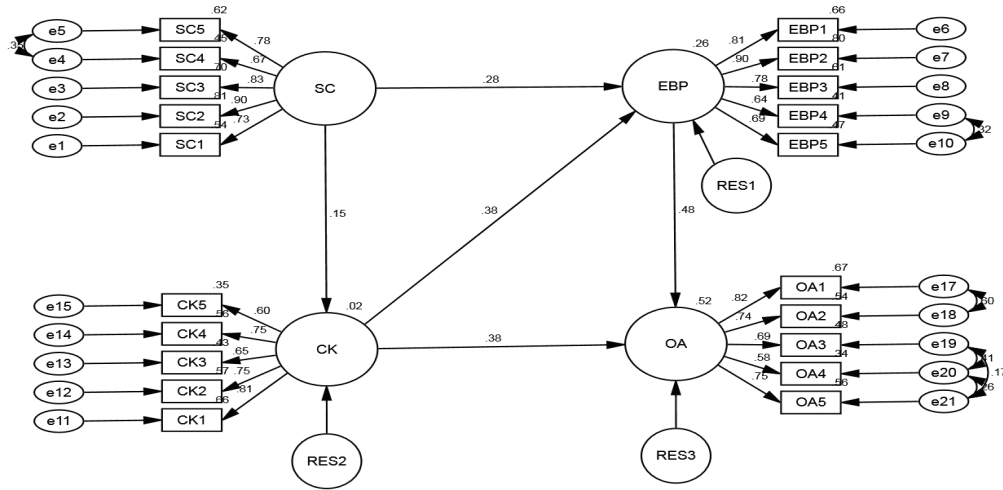 e5
SC5
.62
.78
.35
e4
SC4
.45
.67
e3
SC3
.70
.83
e2
SC2
.81
.90
e1
SC1
.54
.73
SC
.28
.15
.26
EBP
.81
EBP1
.66
e6
.90
EBP2
.80
e7
.78
EBP3
.61
e8
.64
EBP4
.41
e9
.32
.69
EBP5
.47
e10
RES1
.38
.48
e15
CK5
.35
.60
e14
CK4
.56
.75
e13
CK3
.43
.65
e12
CK2
.57
.75
e11
CK1
.66
.81
.02
CK
.38
RES2
.52
OA
.82
OA1
.67
e17
.74
OA2
.54
e18
.69
OA3
.48
e19
.41
.58
OA4
.34
e20
.17
.26
.75
OA5
.56
e21
RES3